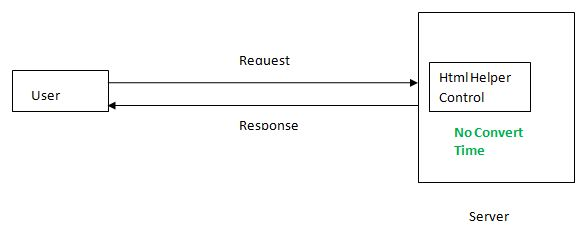 Request
Html Helper
Control
User
Response
No Convert
Time
Server